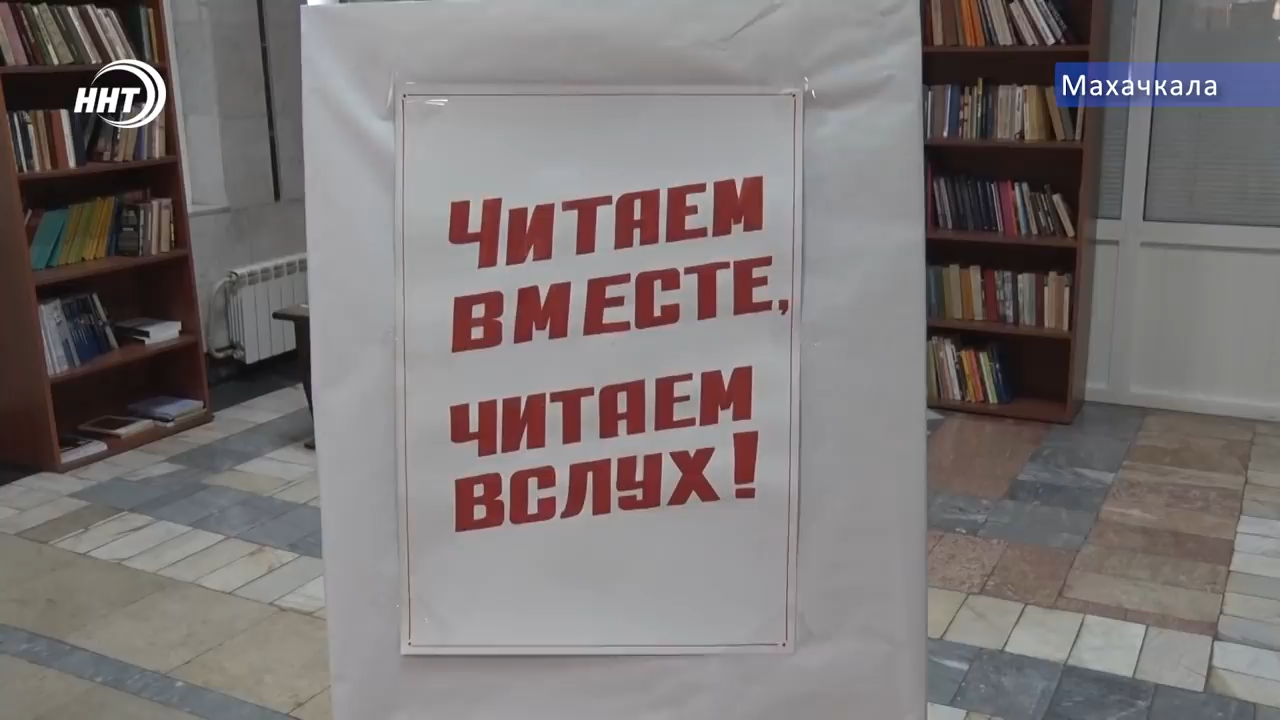 ННТ
Махачкала
Читаем
вместе,
читаем
вслух!